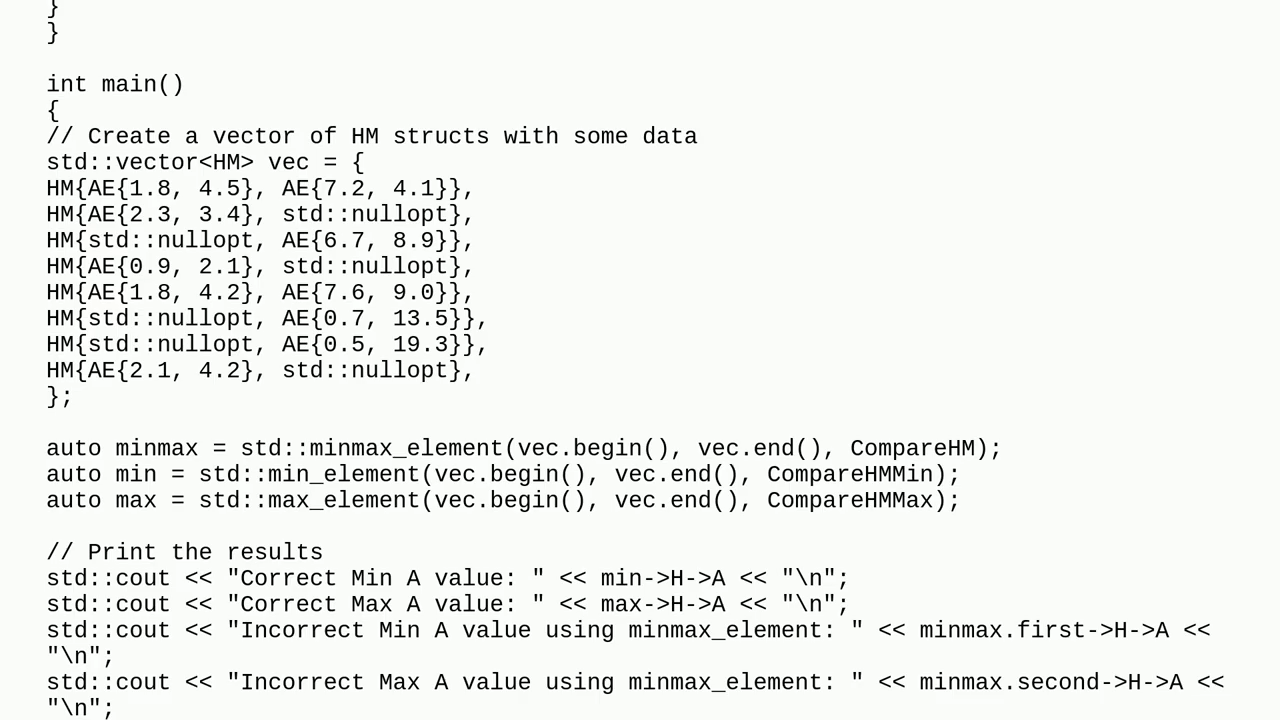 }
}
int main()
{
// Create a vector of HM structs with some data
std::vector<HM> vec = {
HM{AE{1.8, 4.5}, AE{7.2, 4.1}},
HM{AE{2.3, 3.4}, std::nullopt},
HM{std::nullopt, AE{6.7, 8.9}},
HM{AE{0.9, 2.1}, std::nullopt},
HM{AE{1.8, 4.2}, AE{7.6, 9.0}},
HM{std::nullopt, AE{0.7, 13.5}},
HM{std::nullopt, AE{0.5, 19.3}},
HM{AE{2.1, 4.2}, std::nullopt},
};
auto minmax = std::minmax_element(vec.begin(), vec.end(), CompareHM);
auto min = std::min_element(vec.begin(), vec.end(), CompareHMMin);
auto max = std::max_element(vec.begin(), vec.end(), CompareHMMax);
// Print the results
std::cout << "Correct Min A value: " << min->H->A << "\n";
std::cout << "Correct Max A value: " << max->H->A << "\n";
std::cout << "Incorrect Min A value using minmax_element: " << minmax.first->H->A <<
"\n";
std::cout << "Incorrect Max A value using minmax_element: " << minmax.second->H->A <<
"\n";